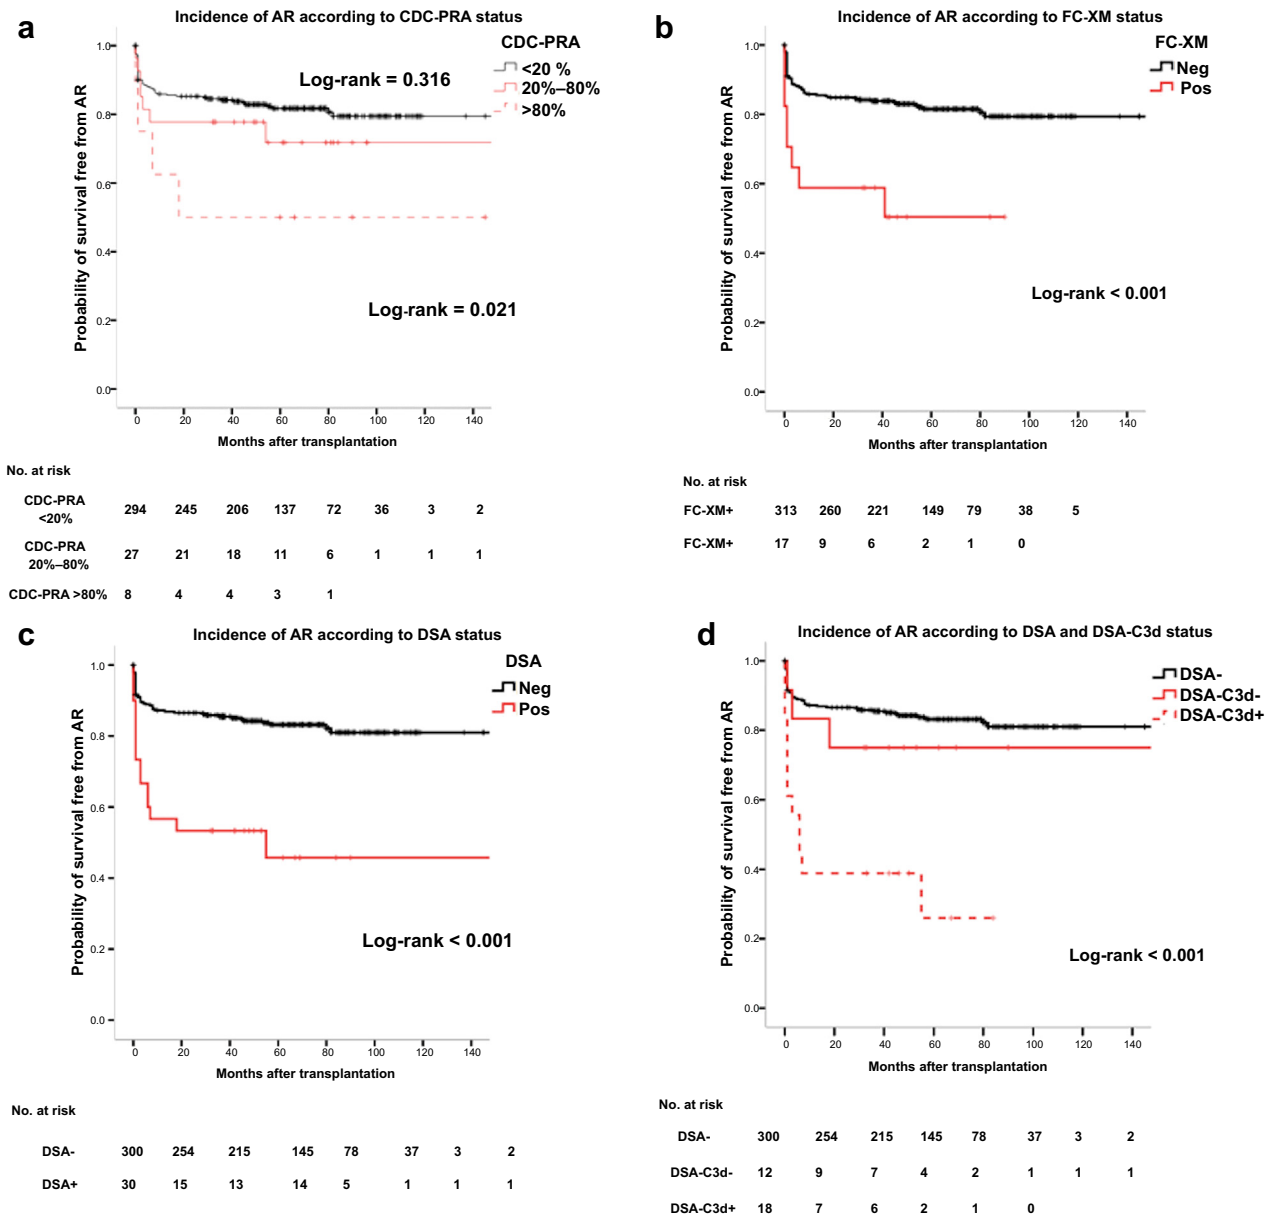 a
Incidence of AR according to CDC-PRA status
CDC-PRA
<20 %
20%–80%
>80%
Log-rank = 0.316
Log-rank = 0.021
Probability of survival free from AR
1.0
0.8
0.6
0.4
0.2
0.0
0 20 40 60 80 100 120 140
Months after transplantation
No. at risk
CDC-PRA
<20%
294 245 206 137 72 36 3 2
CDC-PRA
20%–80%
27 21 18 11 6 1 1 1
CDC-PRA >80% 8 4 4 3 1
b
Incidence of AR according to FC-XM status
FC-XM
Neg
Pos
Log-rank < 0.001
Probability of survival free from AR
1.0
0.8
0.6
0.4
0.2
0.0
0 20 40 60 80 100 120 140
Months after transplantation
No. at risk
FC-XM+ 313 260 221 149 79 38 5
FC-XM+ 17 9 6 2 1 0
c
Incidence of AR according to DSA status
DSA
Neg
Pos
Log-rank < 0.001
Probability of survival free from AR
1.0
0.8
0.6
0.4
0.2
0.0
0 20 40 60 80 100 120 140
Months after transplantation
No. at risk
DSA- 300 254 215 145 78 37 3 2
DSA+ 30 15 13 14 5 1 1 1
d
Incidence of AR according to DSA and DSA-C3d status
DSA-
DSA-C3d-
DSA-C3d+
Log-rank < 0.001
Probability of survival free from AR
1.0
0.8
0.6
0.4
0.2
0.0
0 20 40 60 80 100 120 140
Months after transplantation
No. at risk
DSA- 300 254 215 145 78 37 3 2
DSA-C3d- 12 9 7 4 2 1 1 1
DSA-C3d+ 18 7 6 2 1 0